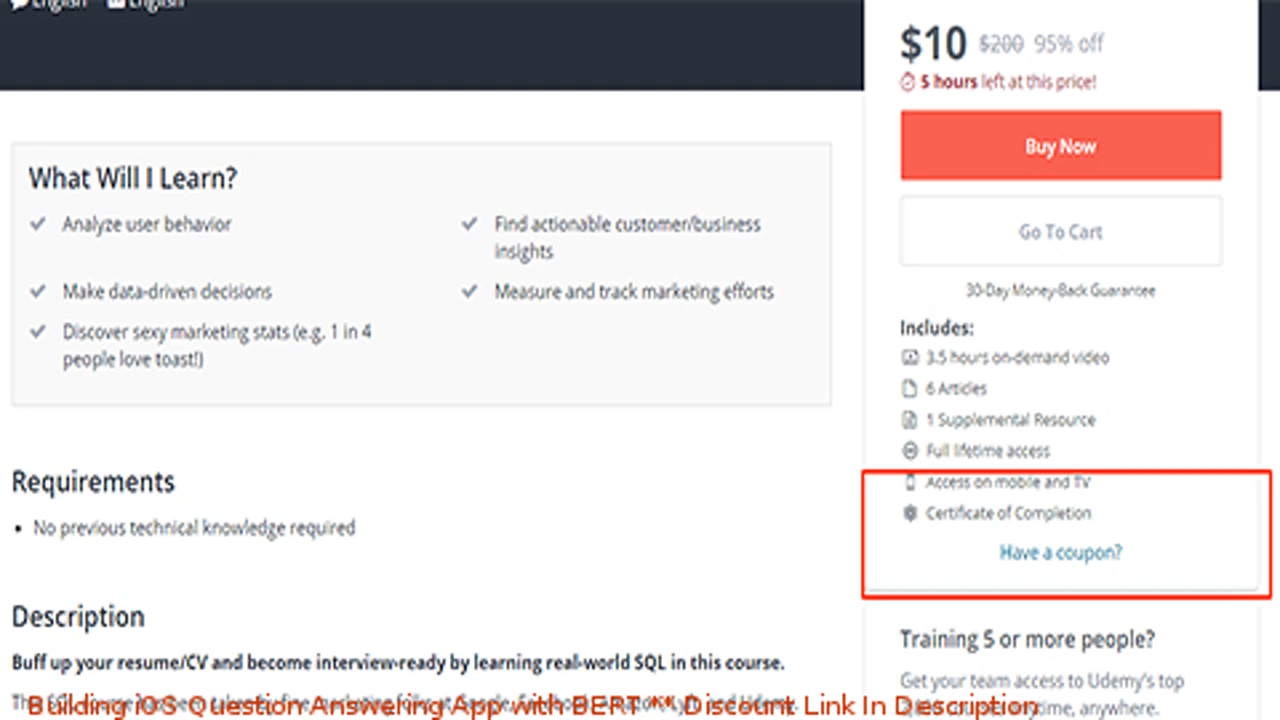 English English
$10 $200 95% off
5 hours left at this price!
Buy Now
Go To Cart
30-Day Money-Back Guarantee
Includes:
3.5 hours on-demand video
6 Articles
1 Supplemental Resource
Full lifetime access
Access on mobile and TV
Certificate of Completion
Have a coupon?
Training 5 or more people?
Get your team access to Udemy's top
anytime, anywhere.
What Will I Learn?
Analyze user behavior
Find actionable customer/business
insights
Make data-driven decisions
Measure and track marketing efforts
Discover sexy marketing stats (e.g. 1 in 4
people love toast!)
Requirements
• No previous technical knowledge required
Description
Buff up your resume/CV and become interview-ready by learning real-world SQL in this course.
Building iOS Question Answering App with BERT ** Discount Link In Description